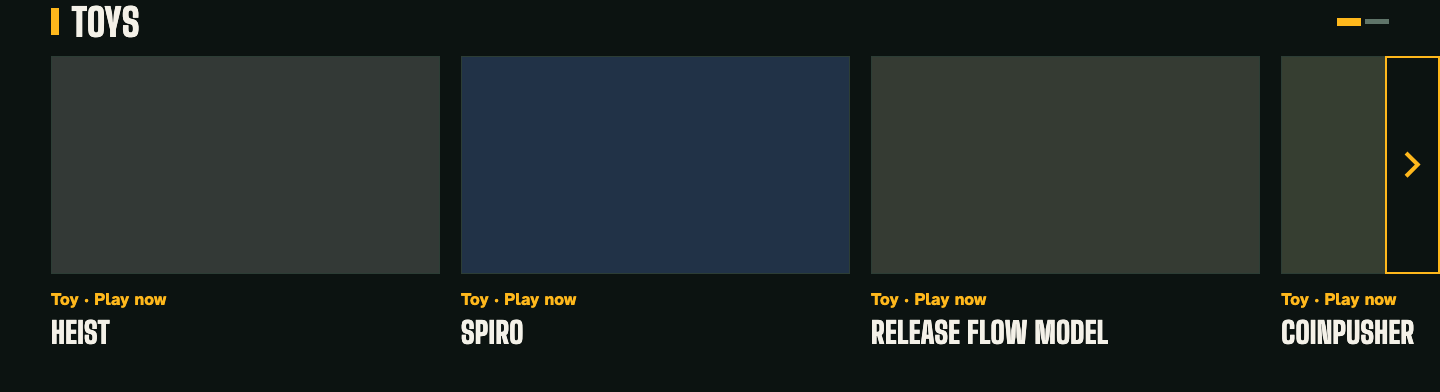 TOYS
Toy · Play now
HEIST
Toy · Play now
SPIRO
Toy · Play now
RELEASE FLOW MODEL
Toy · Play now
COINPUSHER